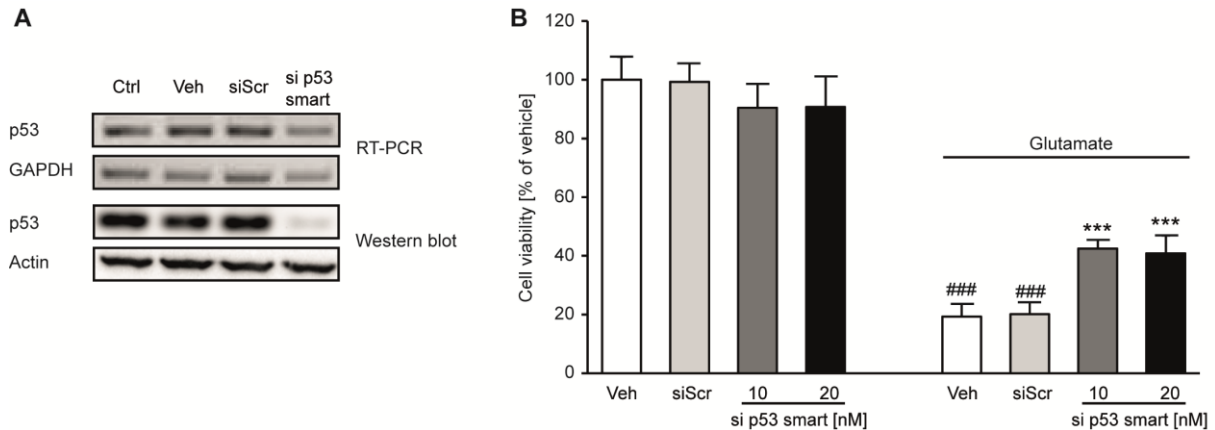 A
Ctrl Veh siScr si p53 smart
p53
RT-PCR
GAPDH
p53
Western blot
Actin
B
Cell viability [% of vehicle]
120
100
80
60
40
20
0
Glutamate
### ### *** ***
Veh siScr 10 20 Veh siScr 10 20
si p53 smart [nM] si p53 smart [nM]